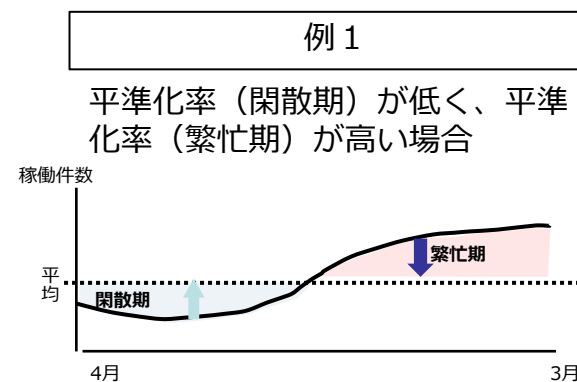 例１
平準化率（閑散期）が低く、平準
化率（繁忙期）が高い場合
稼働件数
繁忙期
平均
閑散期
4月
3月